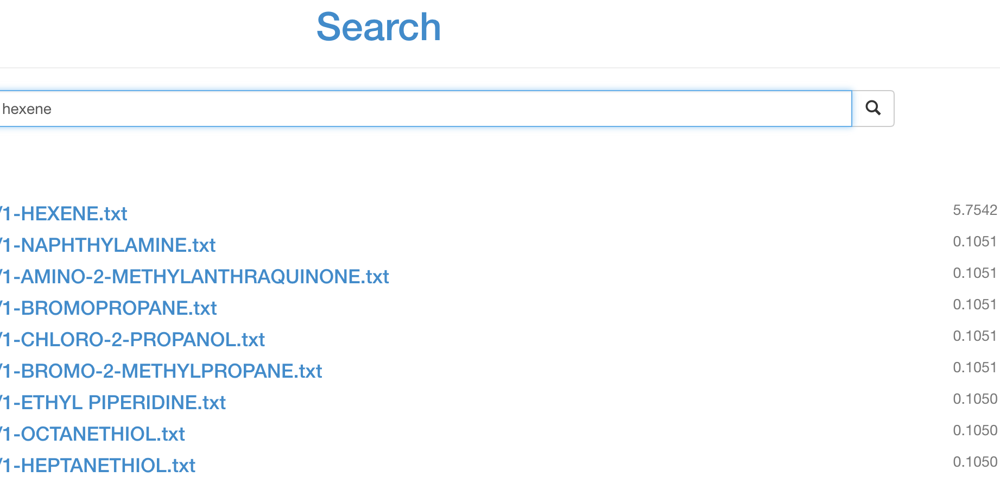 Search
hexene
/1-HEXENE.txt 5.7542
/1-NAPHTHYLAMINE.txt 0.1051
/1-AMINO-2-METHYLANTHRAQUINONE.txt 0.1051
/1-BROMOPROPANE.txt 0.1051
/1-CHLORO-2-PROPANOL.txt 0.1051
/1-BROMO-2-METHYLPROPANE.txt 0.1051
/1-ETHYL PIPERIDINE.txt 0.1050
/1-OCTANETHIOL.txt 0.1050
/1-HEPTANETHIOL.txt 0.1050